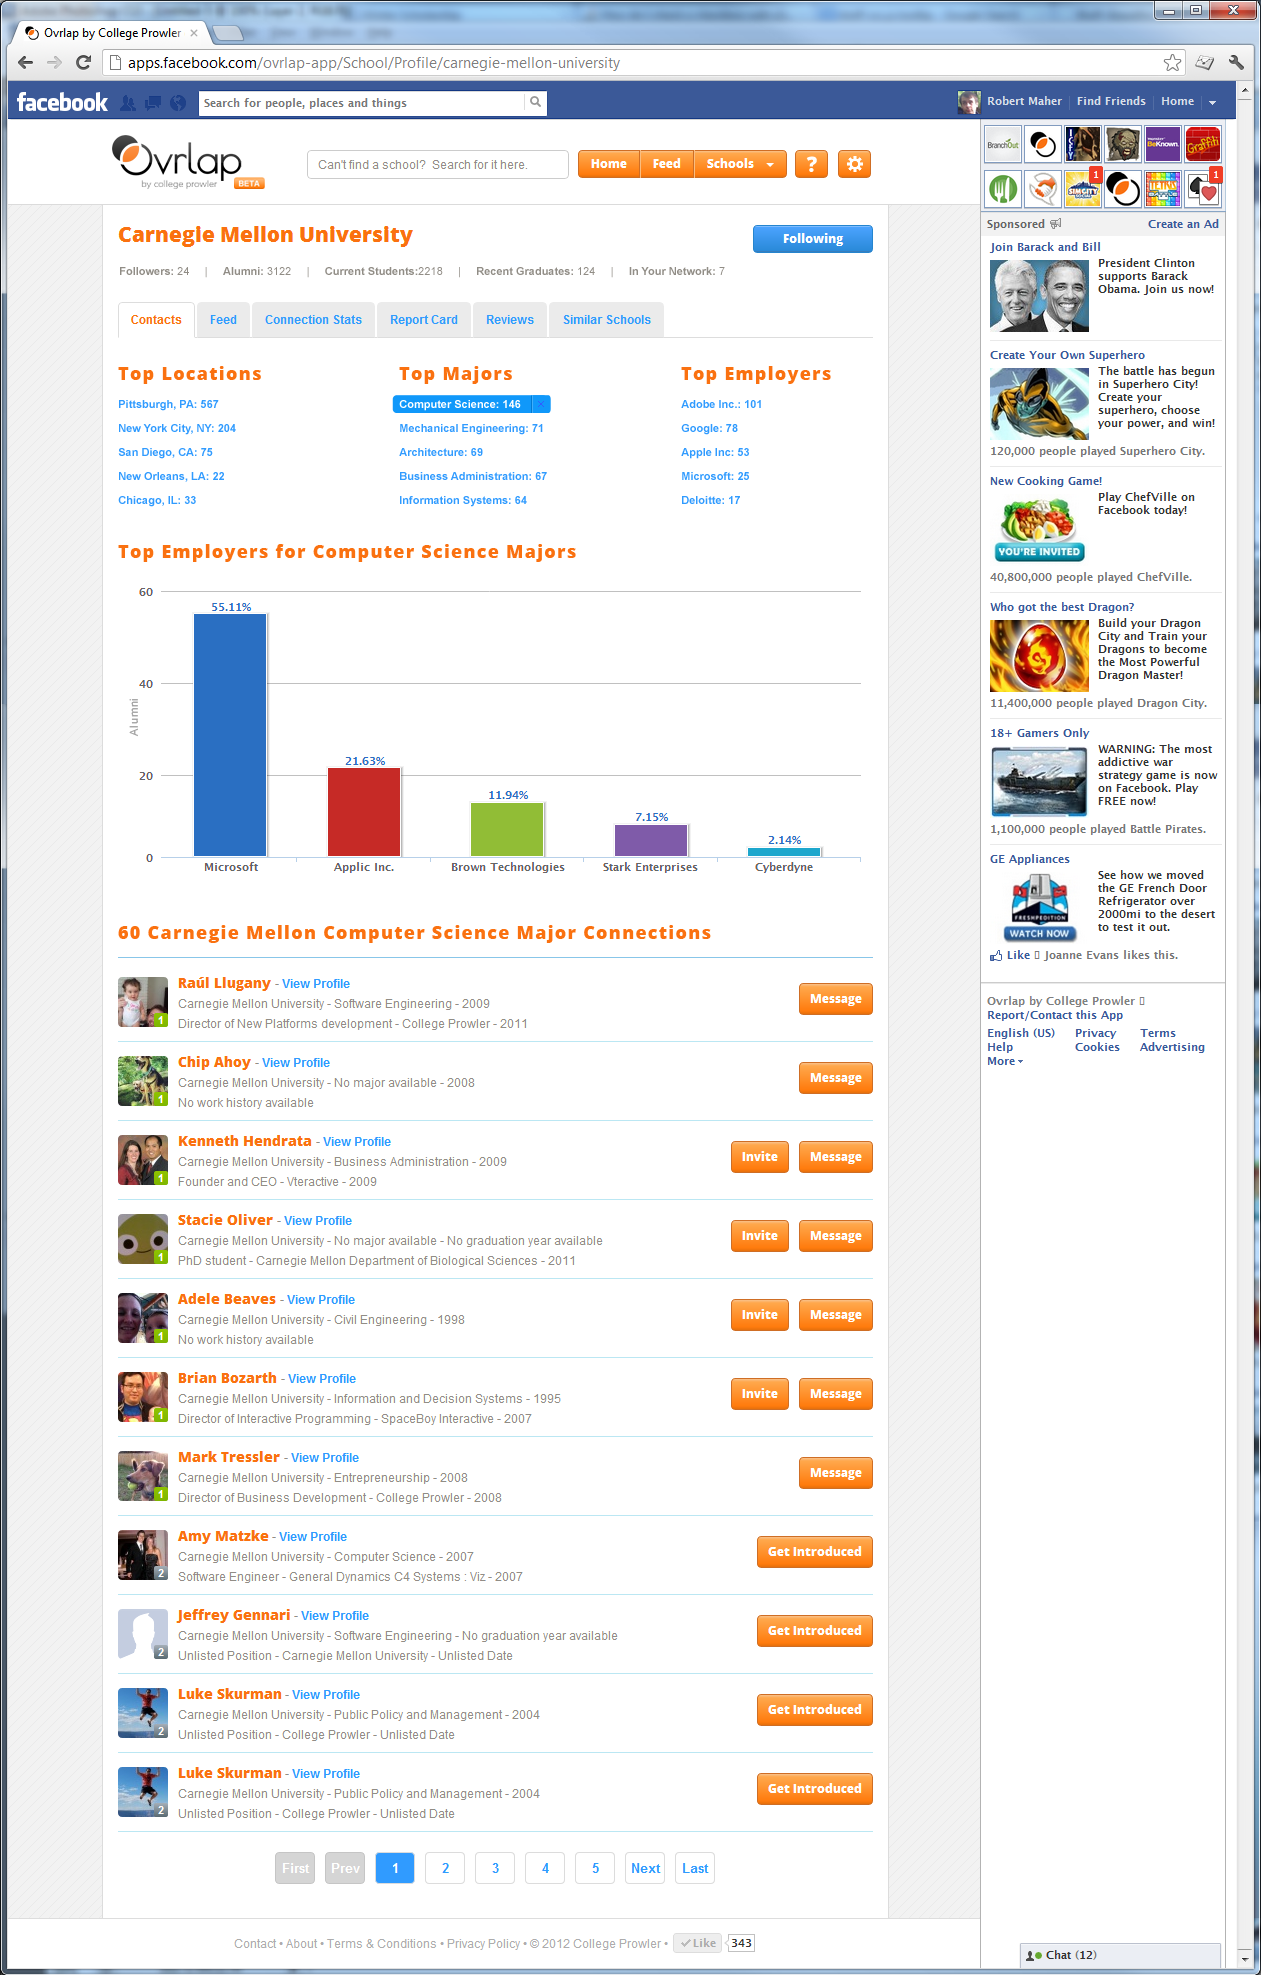 Ovrlap by College Prowler
apps.facebook.com/ovrlap-app/School/Profile/carnegie-mellon-university
facebook
Search for people, places and things
Robert Maher
Find Friends
Home
Ovrlap
by college prowler
BETA
Can't find a school? Search for it here.
Home
Feed
Schools
?
BranchOut
BeKnown
Graffiti
1
SIMCITY
TETRIS
1
Carnegie Mellon University
Following
Followers: 24 | Alumni: 3122 | Current Students:2218 | Recent Graduates: 124 | In Your Network: 7
Contacts
Feed
Connection Stats
Report Card
Reviews
Similar Schools
Top Locations
Pittsburgh, PA: 567
New York City, NY: 204
San Diego, CA: 75
New Orleans, LA: 22
Chicago, IL: 33
Top Majors
Computer Science: 146
Mechanical Engineering: 71
Architecture: 69
Business Administration: 67
Information Systems: 64
Top Employers
Adobe Inc.: 101
Google: 78
Apple Inc: 53
Microsoft: 25
Deloitte: 17
Top Employers for Computer Science Majors
Alumni
60
40
20
0
55.11%
21.63%
11.94%
7.15%
2.14%
Microsoft
Applic Inc.
Brown Technologies
Stark Enterprises
Cyberdyne
60 Carnegie Mellon Computer Science Major Connections
Raúl Llugany - View Profile
Carnegie Mellon University - Software Engineering - 2009
Director of New Platforms development - College Prowler - 2011
1
Message
Chip Ahoy - View Profile
Carnegie Mellon University - No major available - 2008
No work history available
1
Message
Kenneth Hendrata - View Profile
Carnegie Mellon University - Business Administration - 2009
Founder and CEO - Vteractive - 2009
1
Invite
Message
Stacie Oliver - View Profile
Carnegie Mellon University - No major available - No graduation year available
PhD student - Carnegie Mellon Department of Biological Sciences - 2011
1
Invite
Message
Adele Beaves - View Profile
Carnegie Mellon University - Civil Engineering - 1998
No work history available
1
Invite
Message
Brian Bozarth - View Profile
Carnegie Mellon University - Information and Decision Systems - 1995
Director of Interactive Programming - SpaceBoy Interactive - 2007
1
Invite
Message
Mark Tressler - View Profile
Carnegie Mellon University - Entrepreneurship - 2008
Director of Business Development - College Prowler - 2008
1
Message
Amy Matzke - View Profile
Carnegie Mellon University - Computer Science - 2007
Software Engineer - General Dynamics C4 Systems : Viz - 2007
2
Get Introduced
Jeffrey Gennari - View Profile
Carnegie Mellon University - Software Engineering - No graduation year available
Unlisted Position - Carnegie Mellon University - Unlisted Date
2
Get Introduced
Luke Skurman - View Profile
Carnegie Mellon University - Public Policy and Management - 2004
Unlisted Position - College Prowler - Unlisted Date
2
Get Introduced
Luke Skurman - View Profile
Carnegie Mellon University - Public Policy and Management - 2004
Unlisted Position - College Prowler - Unlisted Date
2
Get Introduced
First
Prev
1
2
3
4
5
Next
Last
Contact • About • Terms & Conditions • Privacy Policy • © 2012 College Prowler •
Like
343
Sponsored
Create an Ad
Join Barack and Bill
President Clinton
supports Barack
Obama. Join us now!
Create Your Own Superhero
The battle has begun
in Superhero City!
Create your
superhero, choose
your power, and win!
120,000 people played Superhero City.
New Cooking Game!
Play ChefVille on
Facebook today!
YOU'RE INVITED
40,800,000 people played ChefVille.
Who got the best Dragon?
Build your Dragon
City and Train your
Dragons to become
the Most Powerful
Dragon Master!
11,400,000 people played Dragon City.
18+ Gamers Only
WARNING: The most
addictive war
strategy game is now
on Facebook. Play
FREE now!
1,100,000 people played Battle Pirates.
GE Appliances
See how we moved
the GE French Door
Refrigerator over
2000mi to the desert
to test it out.
FRESHPEDITION
WATCH NOW
Like
Joanne Evans likes this.
Ovrlap by College Prowler
Report/Contact this App
English (US)
Privacy
Terms
Help
Cookies
Advertising
More
Chat (12)